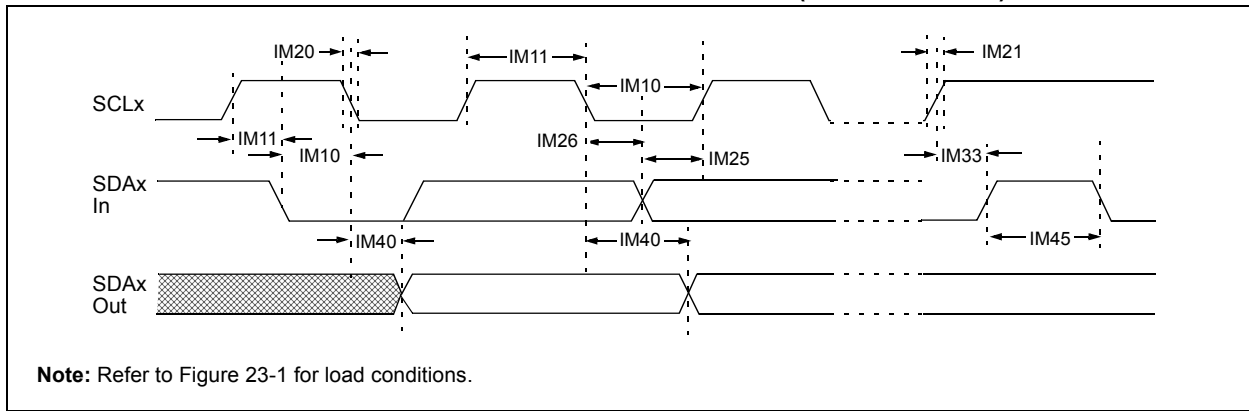 IM20
IM11
IM21
SCLx
IM10
IM11
IM10
IM26
IM25
IM33
SDAx
In
IM40
IM40
IM45
SDAx
Out
Note: Refer to Figure 23-1 for load conditions.